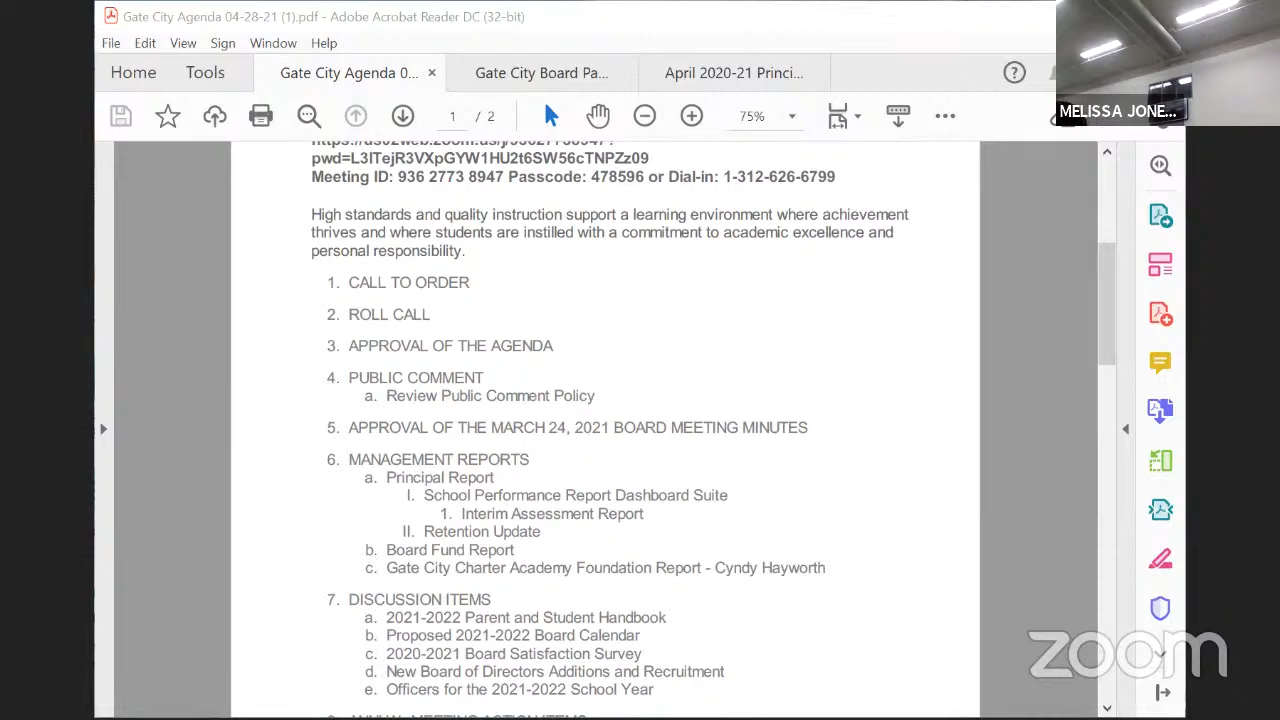 Gate City Agenda 04-28-21 (1).pdf - Adobe Acrobat Reader DC (32-bit)
File Edit View Sign Window Help
Home Tools Gate City Agenda 0... × Gate City Board Pa... April 2020-21 Princi...
MELISSA JONE...
1 / 2 75%
pwd=L3lTejR3VXpGYW1HU2t6SW56cTNPZz09
Meeting ID: 936 2773 8947 Passcode: 478596 or Dial-in: 1-312-626-6799
High standards and quality instruction support a learning environment where achievement
thrives and where students are instilled with a commitment to academic excellence and
personal responsibility.
1. CALL TO ORDER
2. ROLL CALL
3. APPROVAL OF THE AGENDA
4. PUBLIC COMMENT
a. Review Public Comment Policy
5. APPROVAL OF THE MARCH 24, 2021 BOARD MEETING MINUTES
6. MANAGEMENT REPORTS
a. Principal Report
I. School Performance Report Dashboard Suite
1. Interim Assessment Report
II. Retention Update
b. Board Fund Report
c. Gate City Charter Academy Foundation Report - Cyndy Hayworth
7. DISCUSSION ITEMS
a. 2021-2022 Parent and Student Handbook
b. Proposed 2021-2022 Board Calendar
c. 2020-2021 Board Satisfaction Survey
d. New Board of Directors Additions and Recruitment
e. Officers for the 2021-2022 School Year
zoom